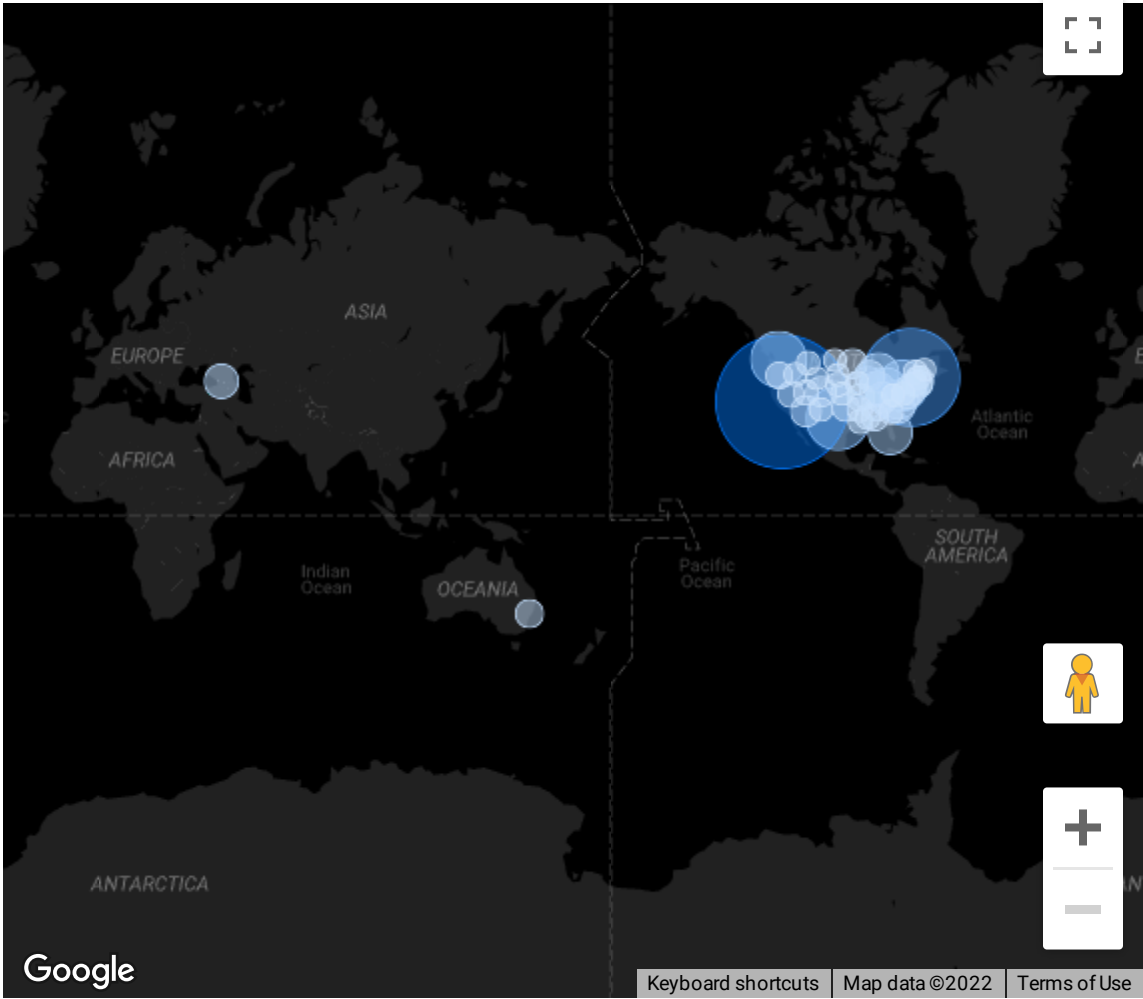 ASIA
EUROPE
Atlantic
Ocean
AFRICA
SOUTH
AMERICA
Indian
Ocean
Pacific
Ocean
OCEANIA
ANTARCTICA
Google
Keyboard shortcuts
Map data ©2022
Terms of Use